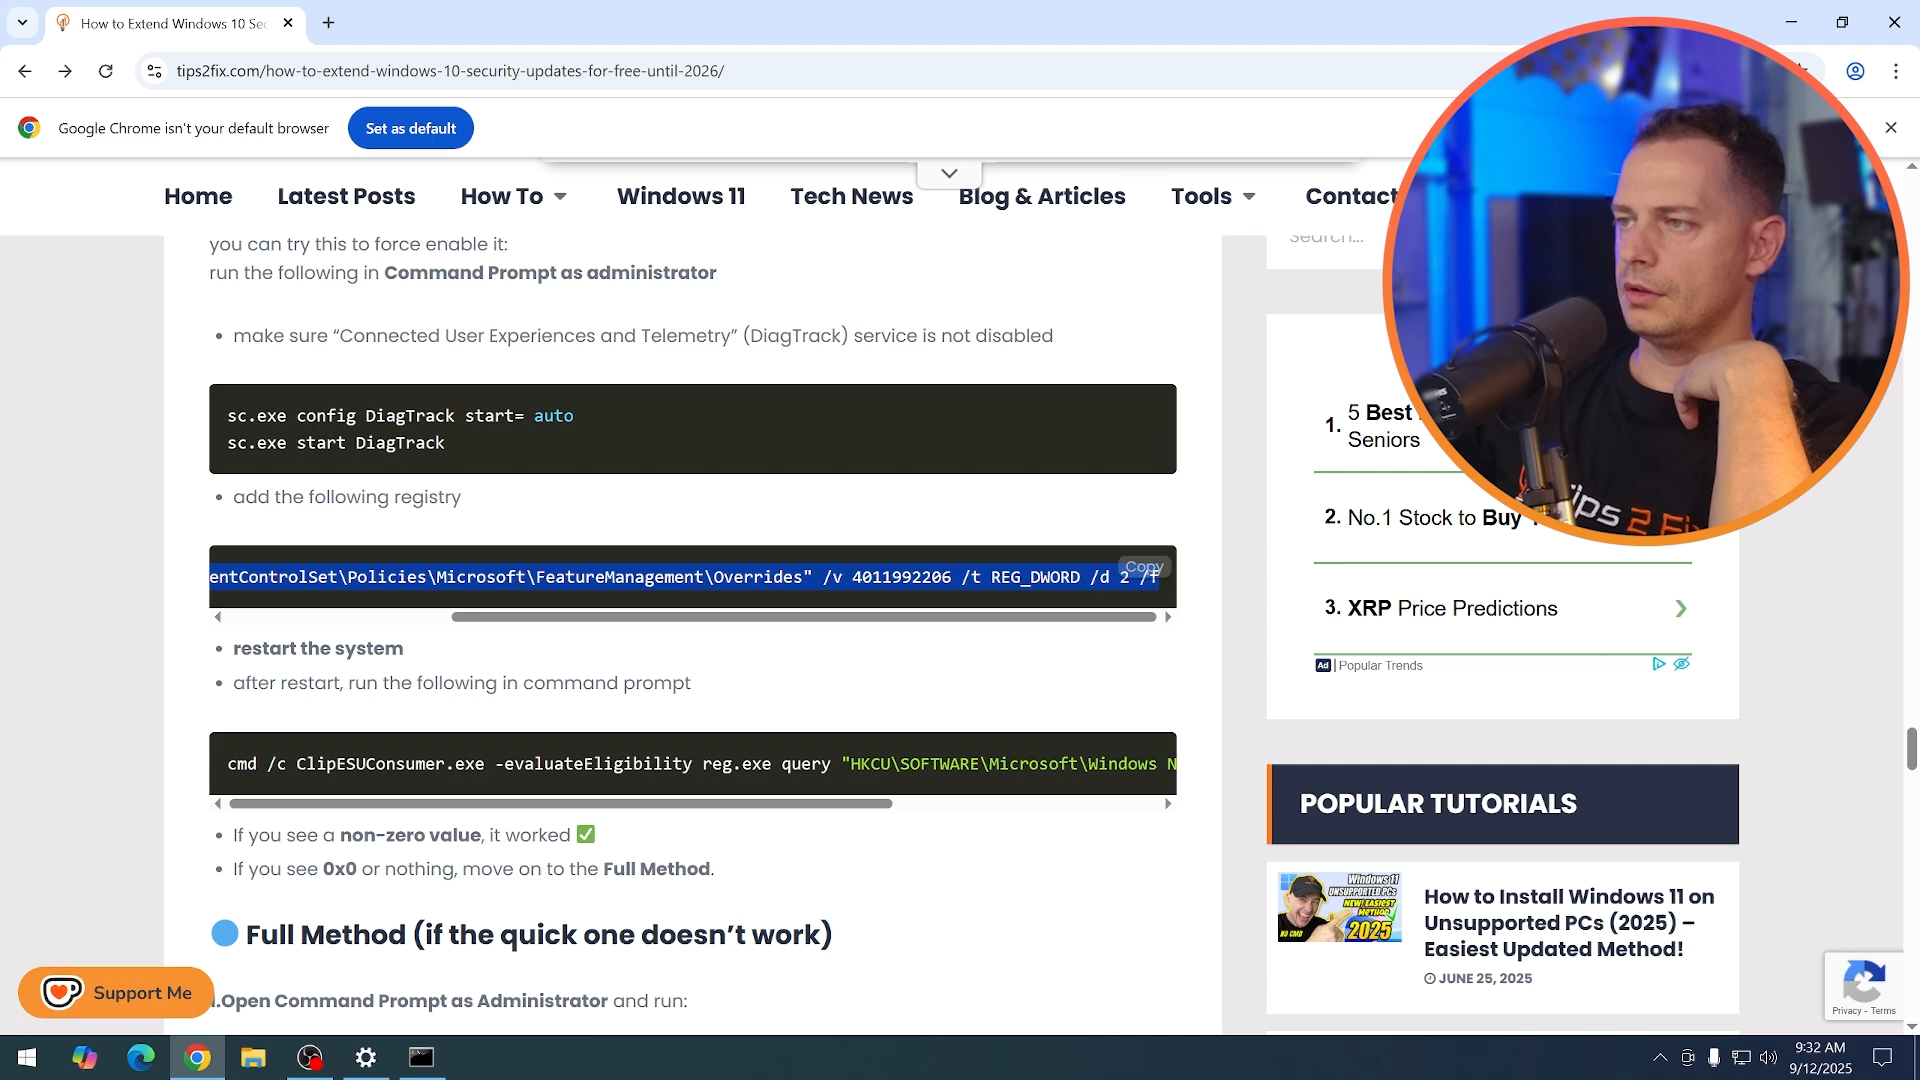 How to Extend Windows 10 Sec
tips2fix.com/how-to-extend-windows-10-security-updates-for-free-until-2026/
Google Chrome isn't your default browser
Set as default
Home
Latest Posts
How To
Windows 11
Tech News
Blog & Articles
Tools
Contact
you can try this to force enable it:
Search...
run the following in Command Prompt as administrator
• make sure “Connected User Experiences and Telemetry” (DiagTrack) service is not disabled
sc.exe config DiagTrack start= auto
sc.exe start DiagTrack
• add the following registry
Copy
entControlSet\Policies\Microsoft\FeatureManagement\Overrides" /v 4011992206 /t REG_DWORD /d 2 /f
• restart the system
• after restart, run the following in command prompt
cmd /c ClipESUConsumer.exe -evaluateEligibility reg.exe query "HKCU\SOFTWARE\Microsoft\Windows N
• If you see a non-zero value, it worked ✅
• If you see 0x0 or nothing, move on to the Full Method.
🔵 Full Method (if the quick one doesn’t work)
1.Open Command Prompt as Administrator and run:
Support Me
1. 5 Best
Seniors
2. No.1 Stock to Buy
3. XRP Price Predictions
Ad | Popular Trends
POPULAR TUTORIALS
Windows 11
UNSUPPORTED PCs
NEW! EASIEST
METHOD
2025
NO CMD
How to Install Windows 11 on
Unsupported PCs (2025) –
Easiest Updated Method!
JUNE 25, 2025
Privacy - Terms
9:32 AM
9/12/2025
ips 2 Fi